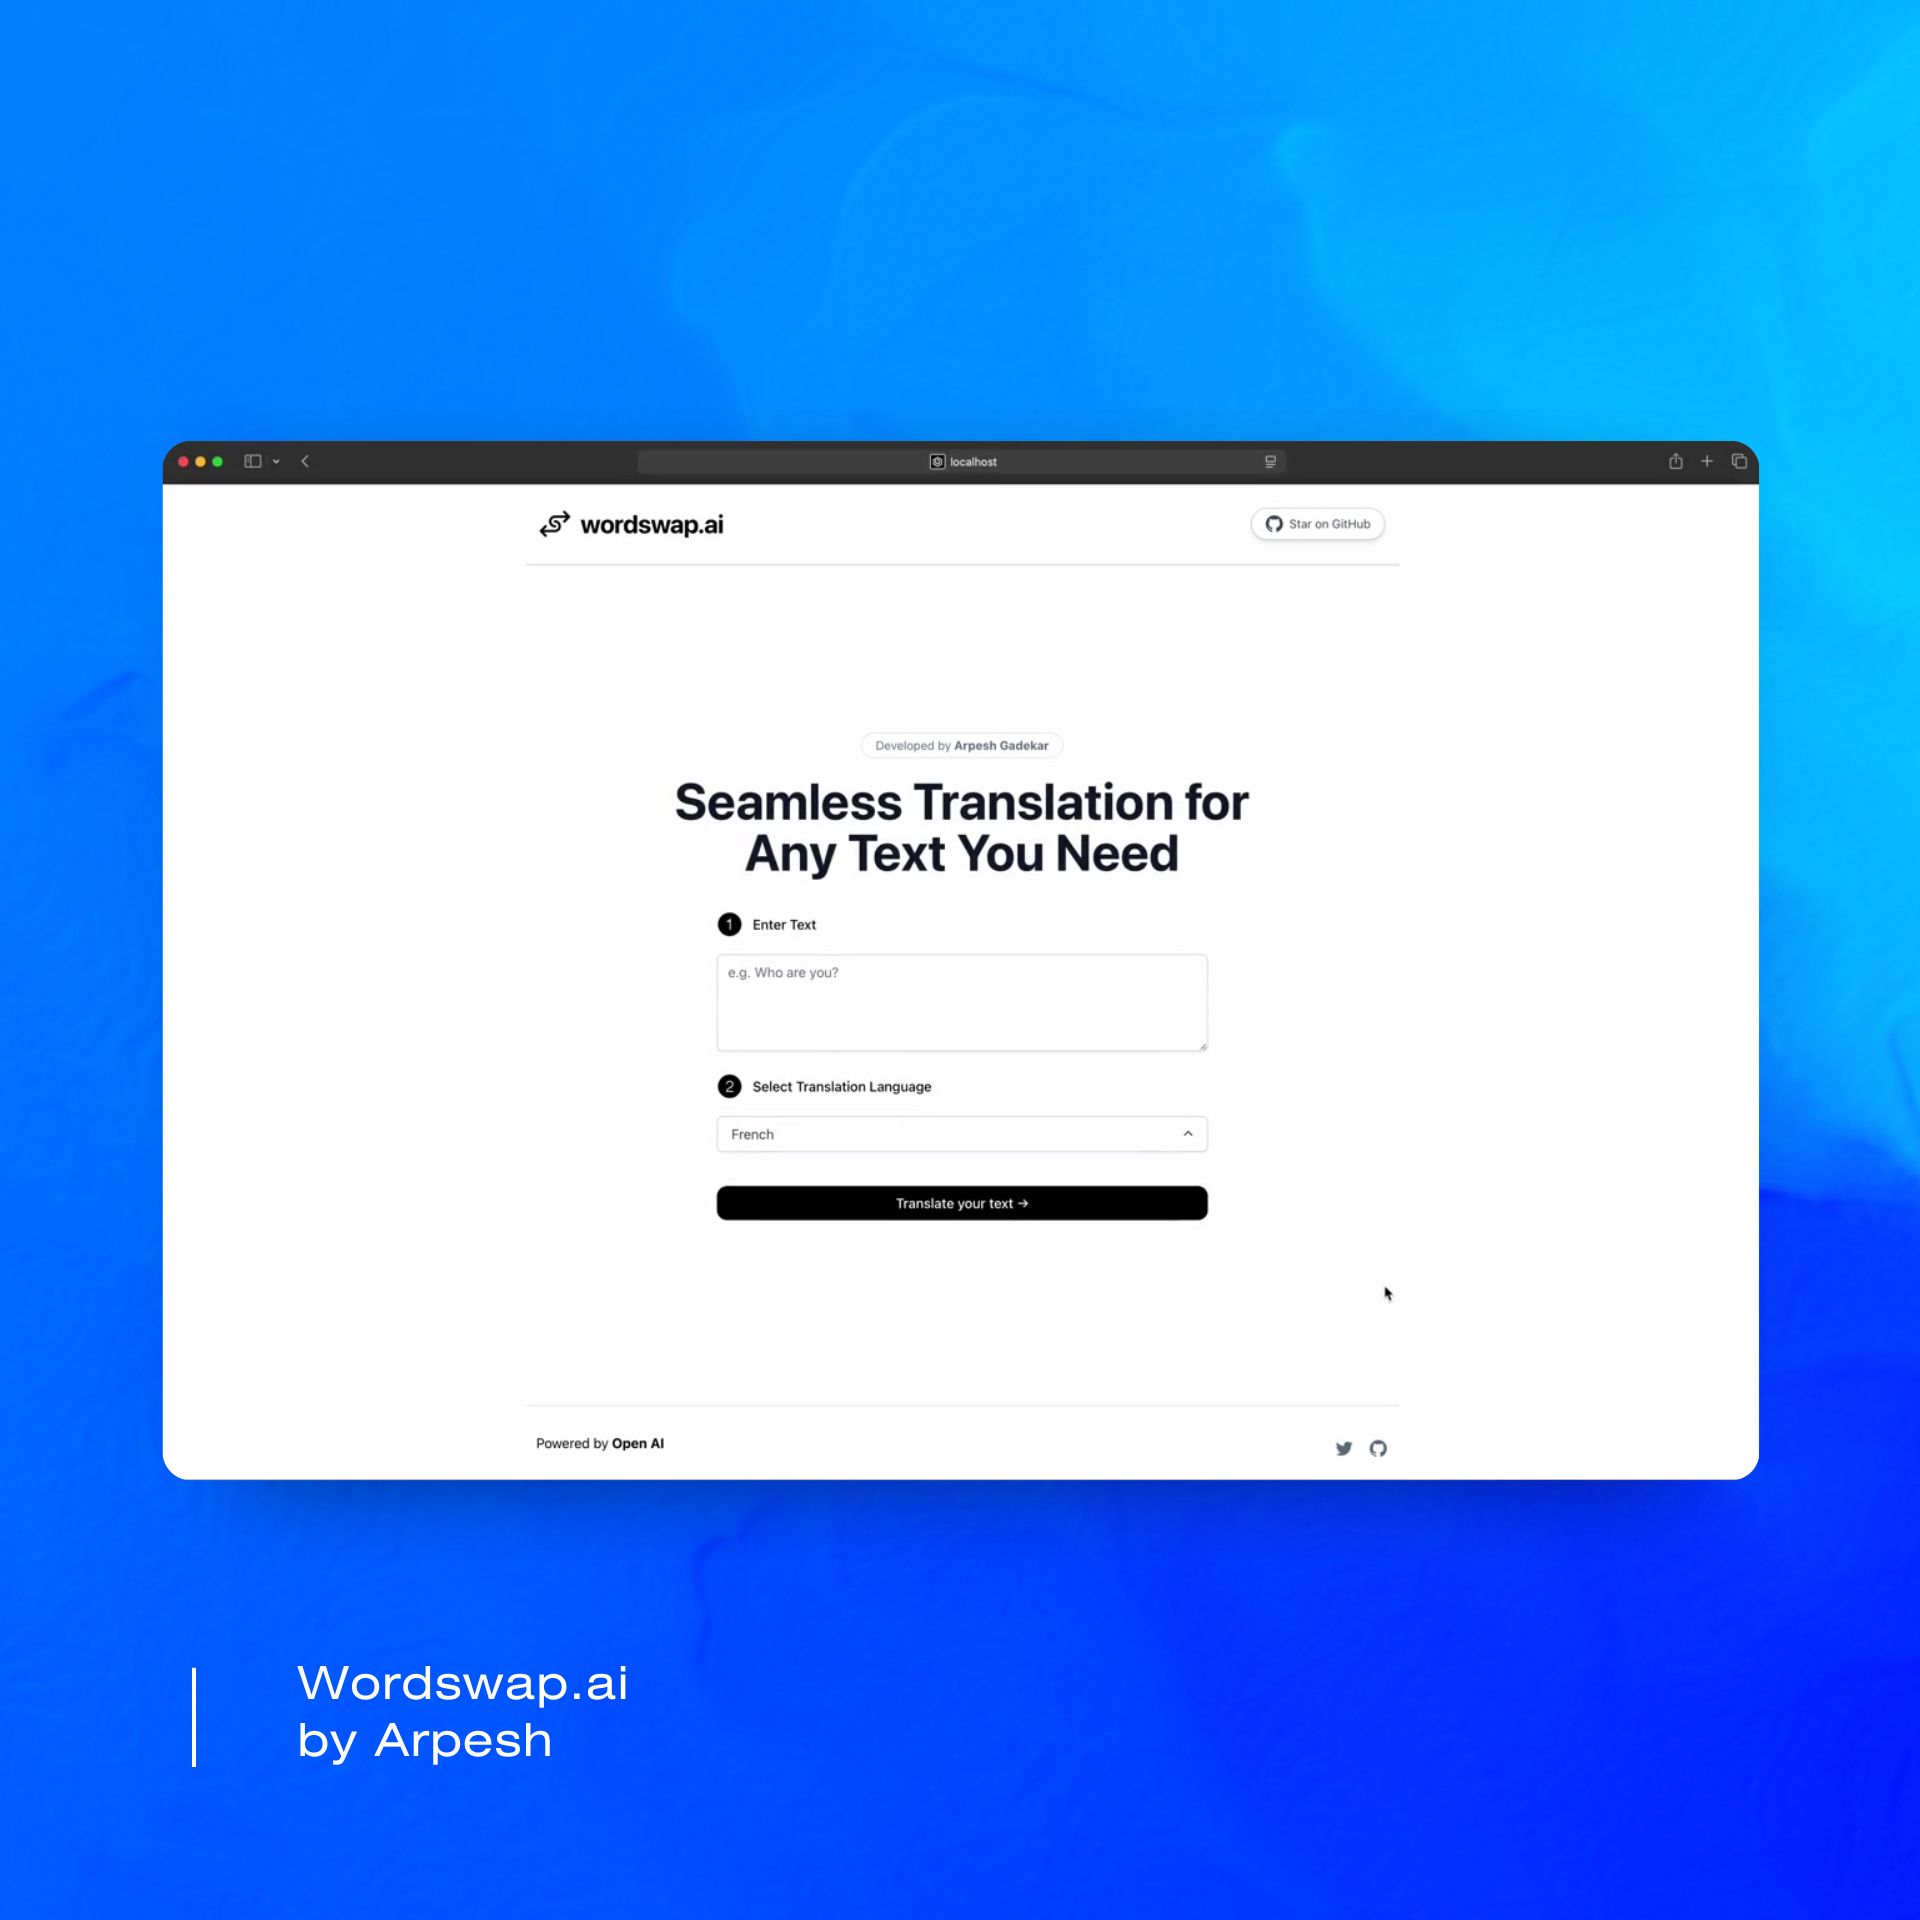 localhost
wordswap.ai
Star on GitHub
Developed by Arpesh Gadekar
Seamless Translation for
Any Text You Need
1 Enter Text
e.g. Who are you?
2 Select Translation Language
French
Translate your text →
Powered by Open AI
Wordswap.ai
by Arpesh